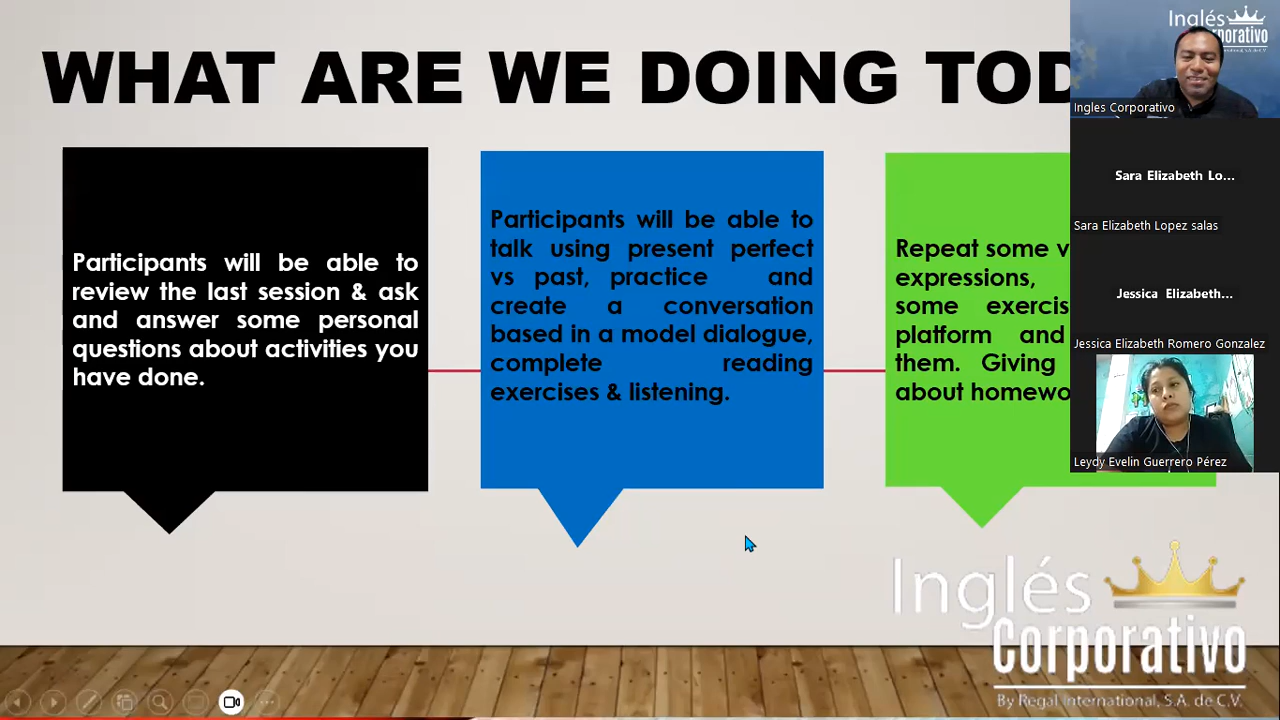 WHAT ARE WE DOING TOD
Participants will be able to
review the last session & ask
and answer some personal
questions about activities you
have done.
Participants will be able to
talk using present perfect
vs past, practice and
create a conversation
based in a model dialogue,
complete reading
exercises & listening.
Repeat some v
expressions,
some exercis
platform and
them. Giving
about homewo
Inglés
Corporativo
By Regal International, S.A. de C.V.
Inglés
orporativo
Ingles Corporativo
Sara Elizabeth Lo...
Sara Elizabeth Lopez salas
Jessica Elizabeth...
Jessica Elizabeth Romero Gonzalez
Leydy Evelin Guerrero Pérez